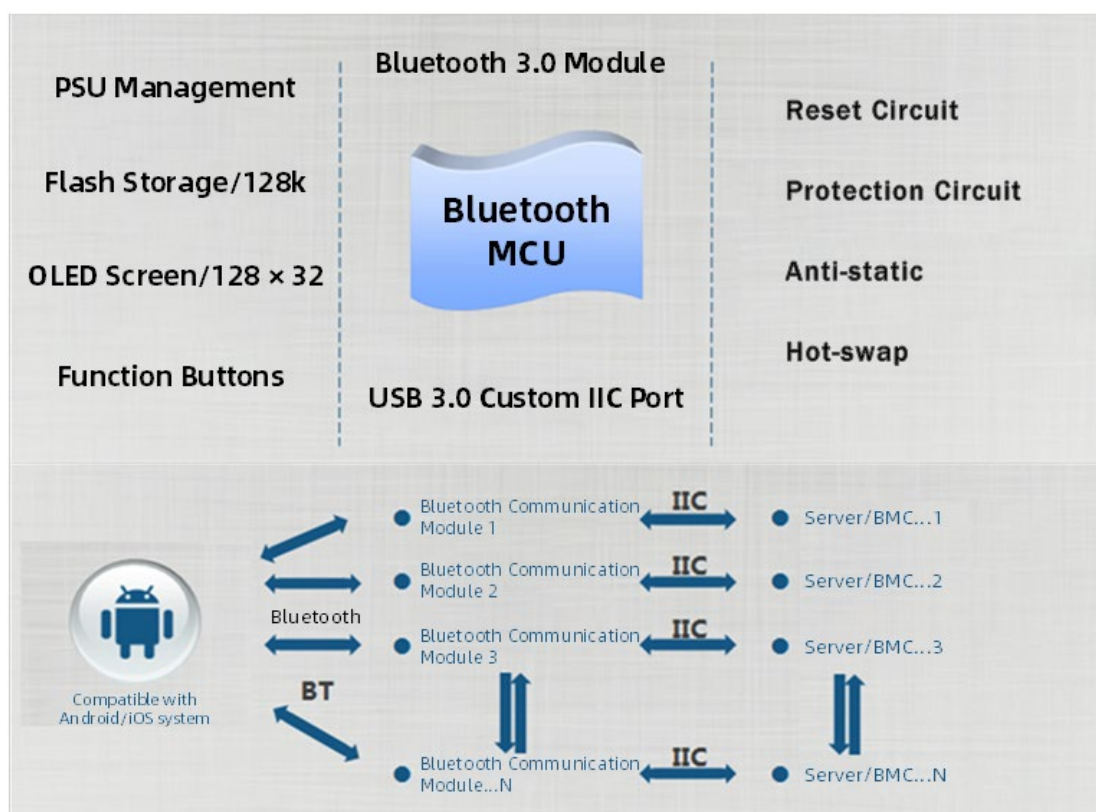 PSU Management
Flash Storage/128k
OLED Screen/128 × 32
Function Buttons
Bluetooth 3.0 Module
Bluetooth
MCU
USB 3.0 Custom IIC Port
Reset Circuit
Protection Circuit
Anti-static
Hot-swap
Compatible with
Android/iOS system
Bluetooth
BT
Bluetooth Communication
Module 1
IIC
Server/BMC...1
Bluetooth Communication
Module 2
IIC
Server/BMC...2
Bluetooth Communication
Module 3
IIC
Server/BMC...3
Bluetooth Communication
Module...N
IIC
Server/BMC...N